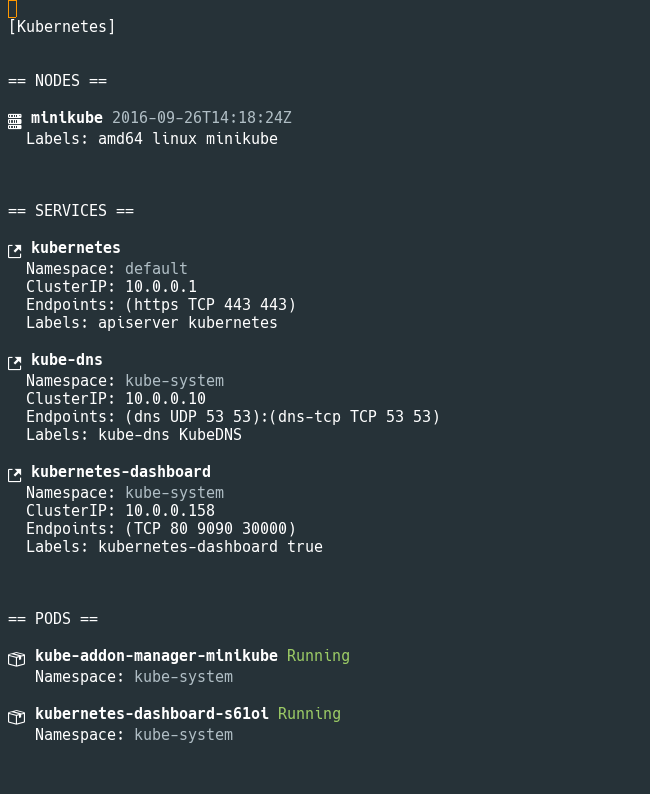 [Kubernetes]
== NODES ==
minikube 2016-09-26T14:18:24Z
Labels: amd64 linux minikube
== SERVICES ==
kubernetes
Namespace: default
ClusterIP: 10.0.0.1
Endpoints: (https TCP 443 443)
Labels: apiserver kubernetes
kube-dns
Namespace: kube-system
ClusterIP: 10.0.0.10
Endpoints: (dns UDP 53 53):(dns-tcp TCP 53 53)
Labels: kube-dns KubeDNS
kubernetes-dashboard
Namespace: kube-system
ClusterIP: 10.0.0.158
Endpoints: (TCP 80 9090 30000)
Labels: kubernetes-dashboard true
== PODS ==
kube-addon-manager-minikube Running
Namespace: kube-system
kubernetes-dashboard-s61oi Running
Namespace: kube-system